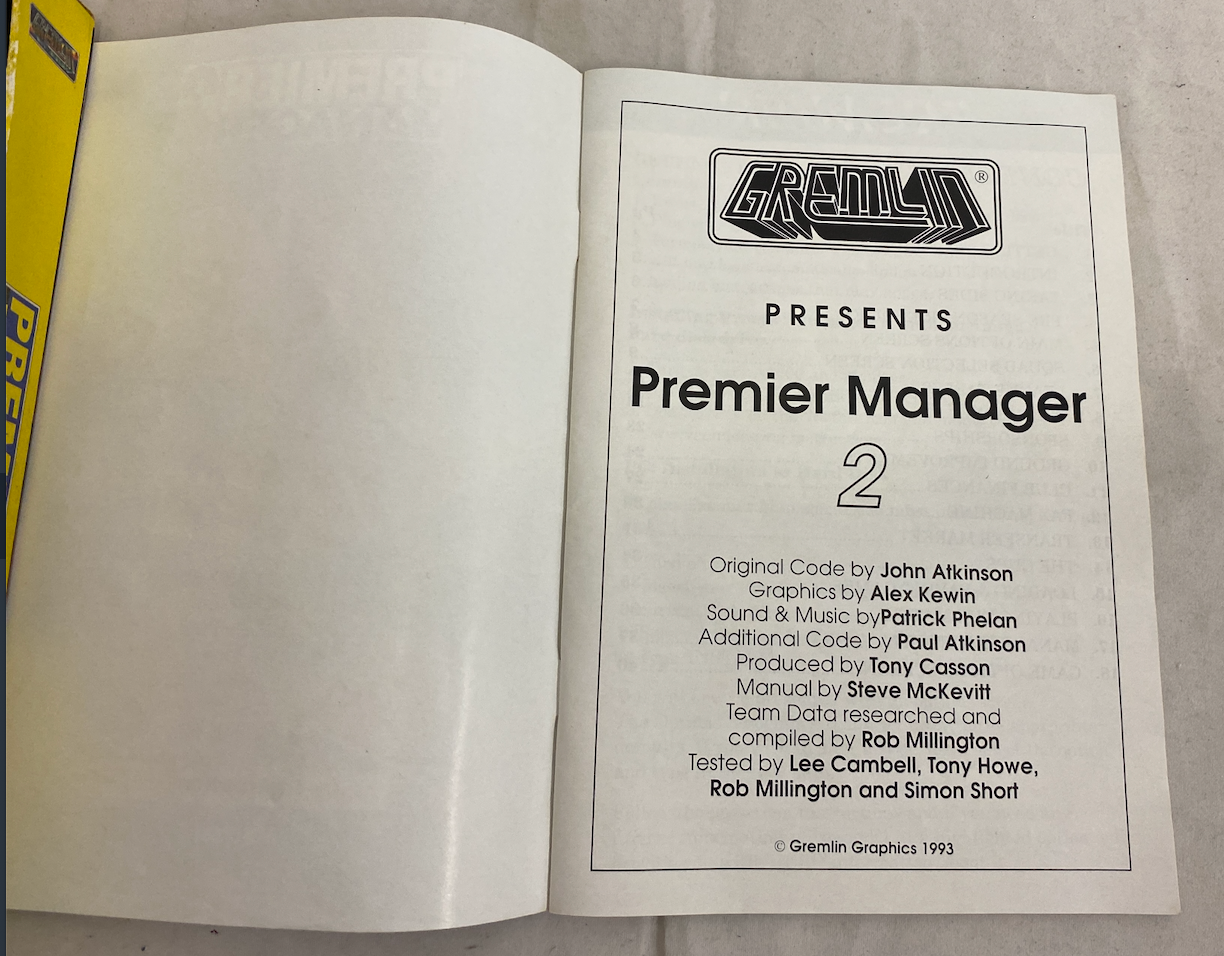 GREMLIN ®
PRESENTS
Premier Manager
2
Original Code by John Atkinson
Graphics by Alex Kewin
Sound & Music byPatrick Phelan
Additional Code by Paul Atkinson
Produced by Tony Casson
Manual by Steve McKevitt
Team Data researched and
compiled by Rob Millington
Tested by Lee Cambell, Tony Howe,
Rob Millington and Simon Short
© Gremlin Graphics 1993